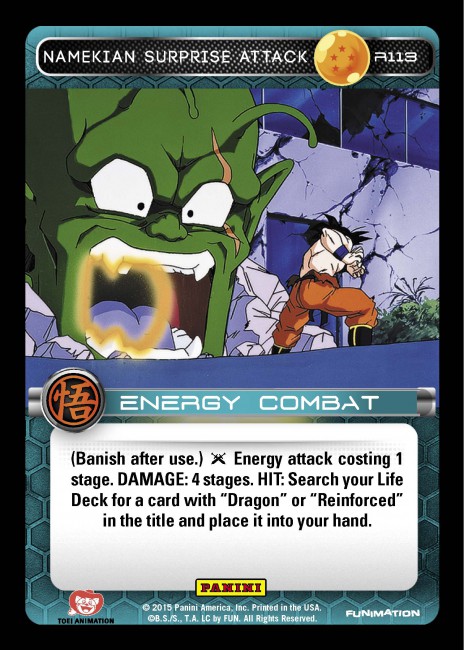 NAMEKIAN SURPRISE ATTACK R113
悟 ENERGY COMBAT
(Banish after use.) Energy attack costing 1
stage. DAMAGE: 4 stages. HIT: Search your Life
Deck for a card with “Dragon” or “Reinforced”
in the title and place it into your hand.
PANINI
TOEI ANIMATION
© 2015 Panini America, Inc. Printed in the USA.
©B.S./S., T.A. LC by FUN. All Rights Reserved.
FUNIMATION